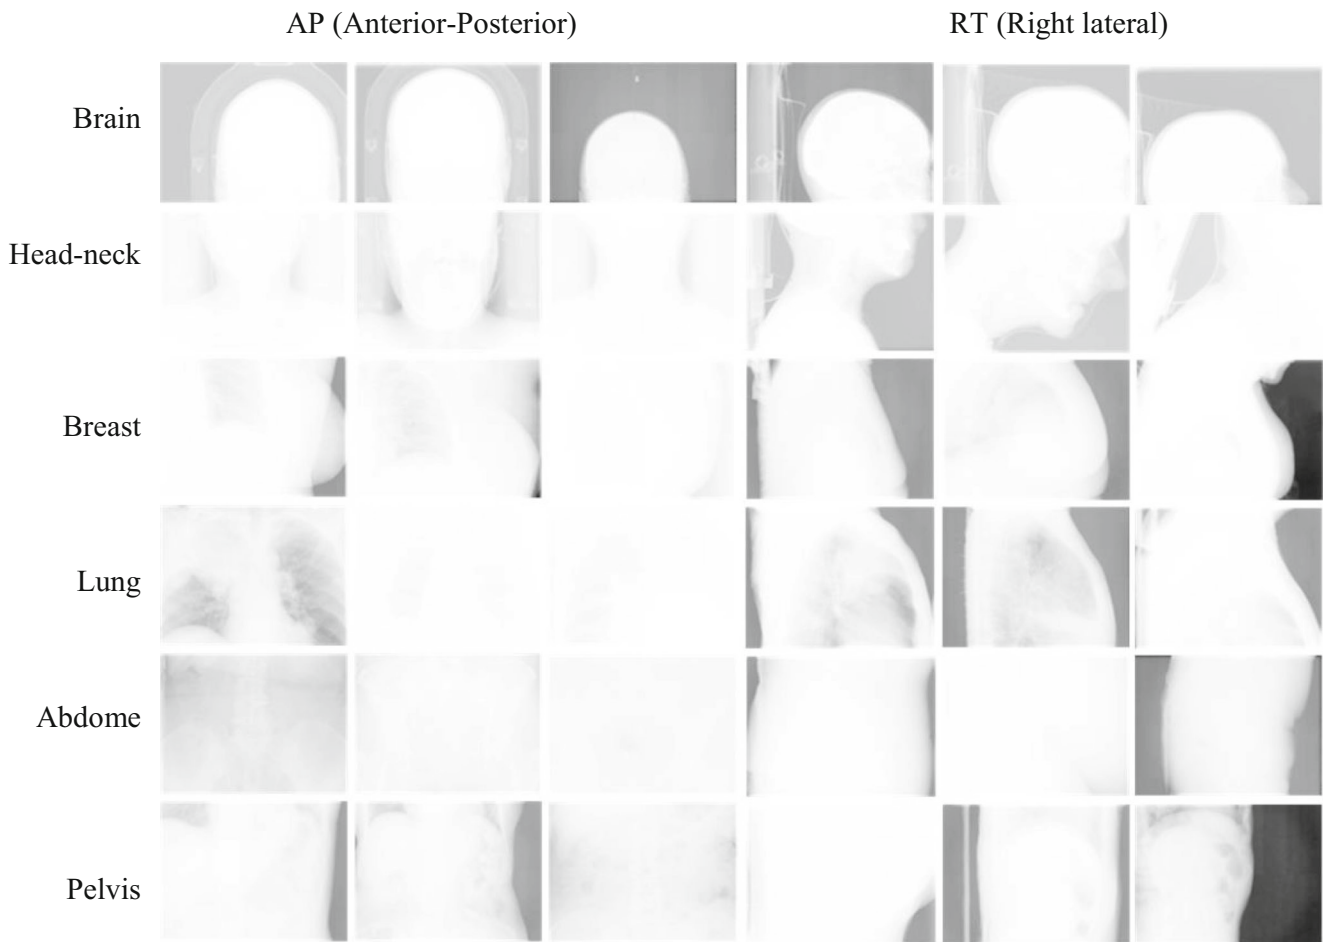 AP (Anterior-Posterior) RT (Right lateral)
Brain
Head-neck
Breast
Lung
Abdome
Pelvis